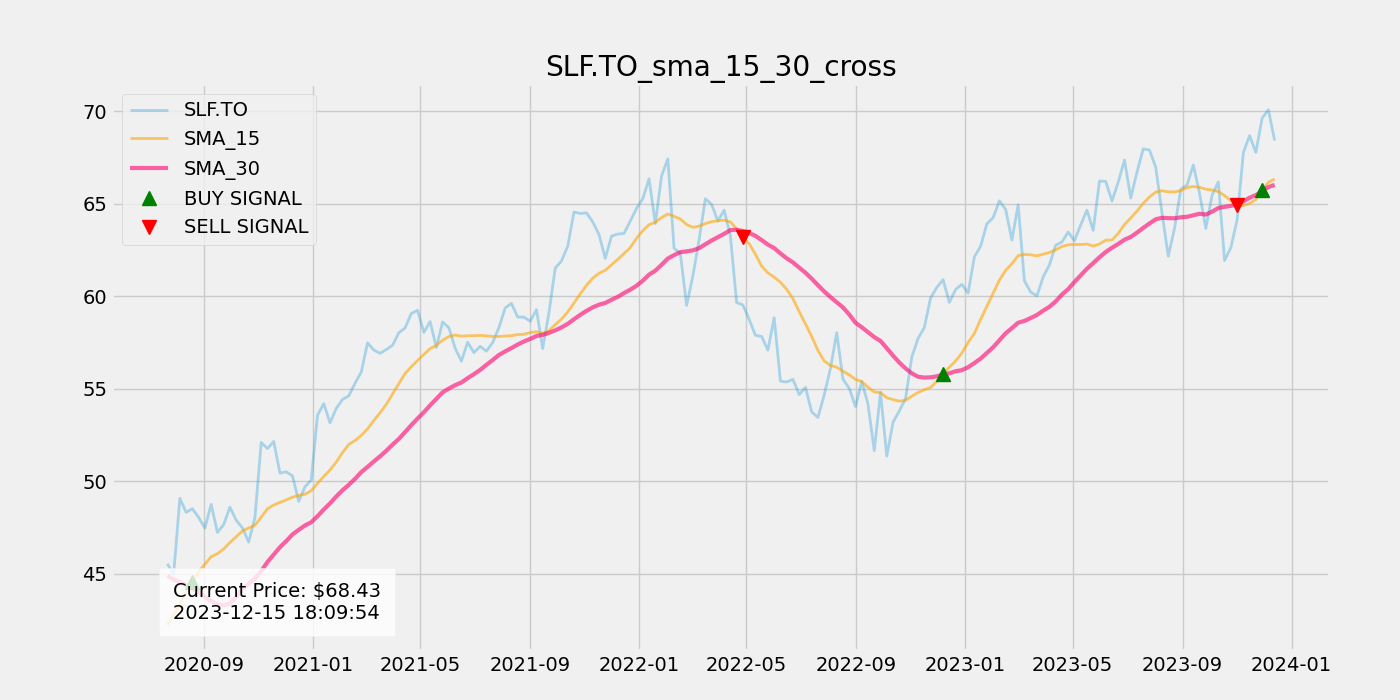 SLF.TO_sma_15_30_cross
SLF.TO
SMA_15
SMA_30
BUY SIGNAL
SELL SIGNAL
70
65
60
55
50
45
Current Price: $68.43
2023-12-15 18:09:54
2020-09 2021-01 2021-05 2021-09 2022-01 2022-05 2022-09 2023-01 2023-05 2023-09 2024-01